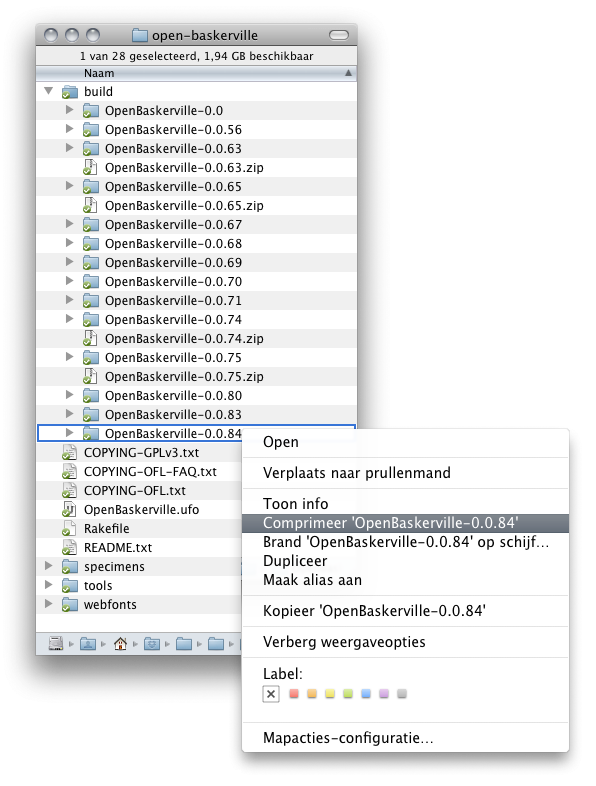 open-baskerville
1 van 28 geselecteerd, 1,94 GB beschikbaar
Naam
build
OpenBaskerville-0.0
OpenBaskerville-0.0.56
OpenBaskerville-0.0.63
OpenBaskerville-0.0.63.zip
OpenBaskerville-0.0.65
OpenBaskerville-0.0.65.zip
OpenBaskerville-0.0.67
OpenBaskerville-0.0.68
OpenBaskerville-0.0.69
OpenBaskerville-0.0.70
OpenBaskerville-0.0.71
OpenBaskerville-0.0.74
OpenBaskerville-0.0.74.zip
OpenBaskerville-0.0.75
OpenBaskerville-0.0.75.zip
OpenBaskerville-0.0.80
OpenBaskerville-0.0.83
OpenBaskerville-0.0.84
COPYING-GPLv3.txt
COPYING-OFL-FAQ.txt
COPYING-OFL.txt
OpenBaskerville.ufo
Rakefile
README.txt
specimens
tools
webfonts
Open
Verplaats naar prullenmand
Toon info
Comprimeer 'OpenBaskerville-0.0.84'
Brand 'OpenBaskerville-0.0.84' op schijf...
Dupliceer
Maak alias aan
Kopieer 'OpenBaskerville-0.0.84'
Verberg weergaveopties
Label:
Mapacties-configuratie...